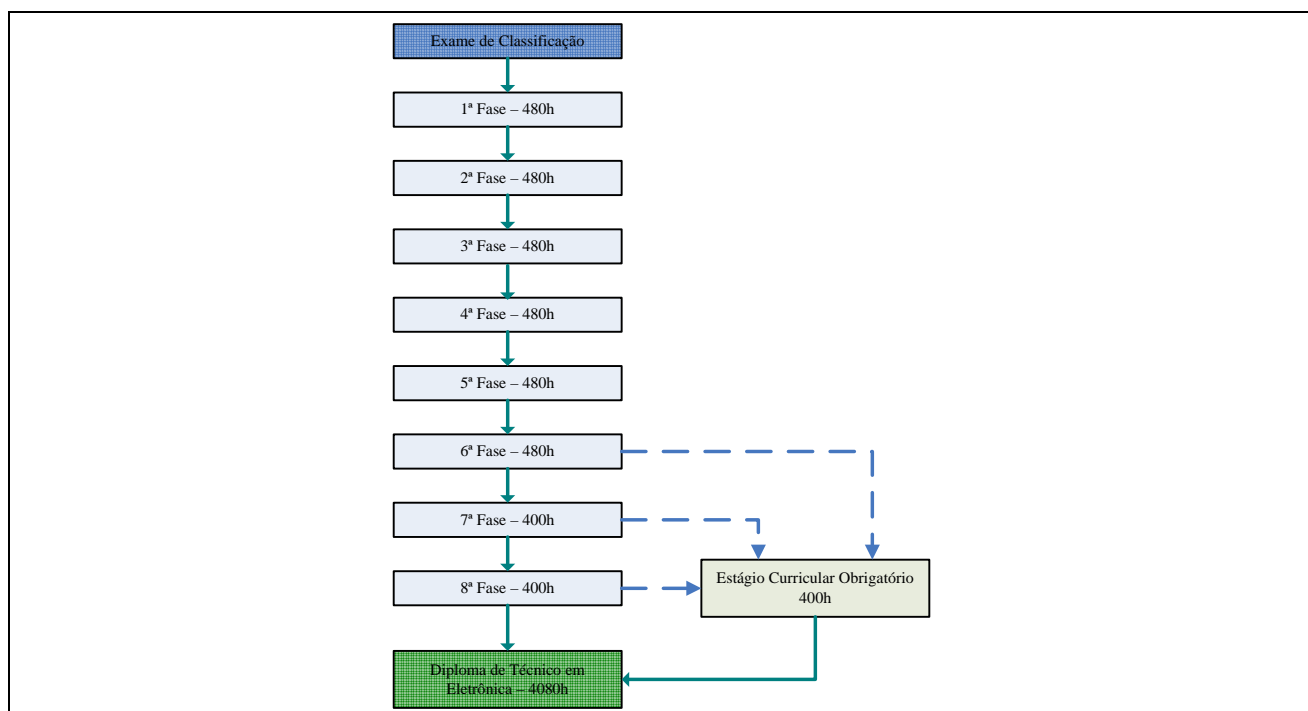 Exame de Classificação
1ª Fase – 480h
2ª Fase – 480h
3ª Fase – 480h
4ª Fase – 480h
5ª Fase – 480h
6ª Fase – 480h
7ª Fase – 400h
8ª Fase – 400h
Estágio Curricular Obrigatório
400h
Diploma de Técnico em
Eletrônica – 4080h